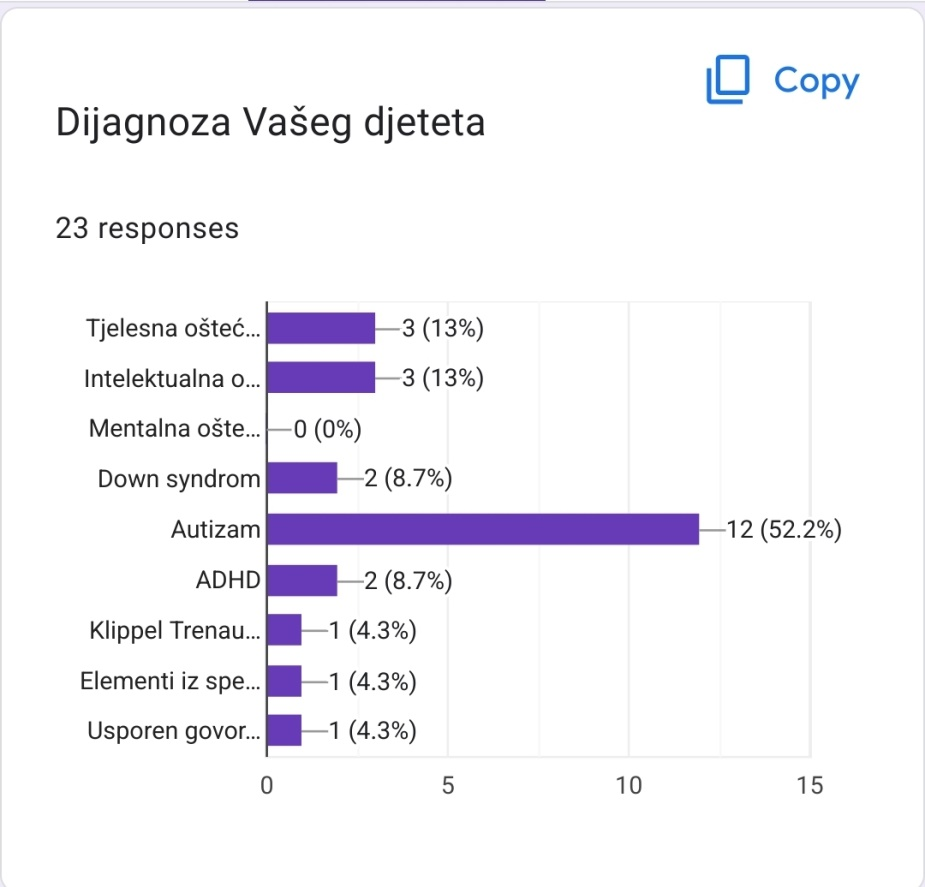 Copy
Dijagnoza Vašeg djeteta
23 responses
Tjelesna ošteć... 3 (13%)
Intelektualna o... 3 (13%)
Mentalna ošte... 0 (0%)
Down syndrom 2 (8.7%)
Autizam 12 (52.2%)
ADHD 2 (8.7%)
Klippel Trenau... 1 (4.3%)
Elementi iz spe... 1 (4.3%)
Usporen govor... 1 (4.3%)
0 5 10 15